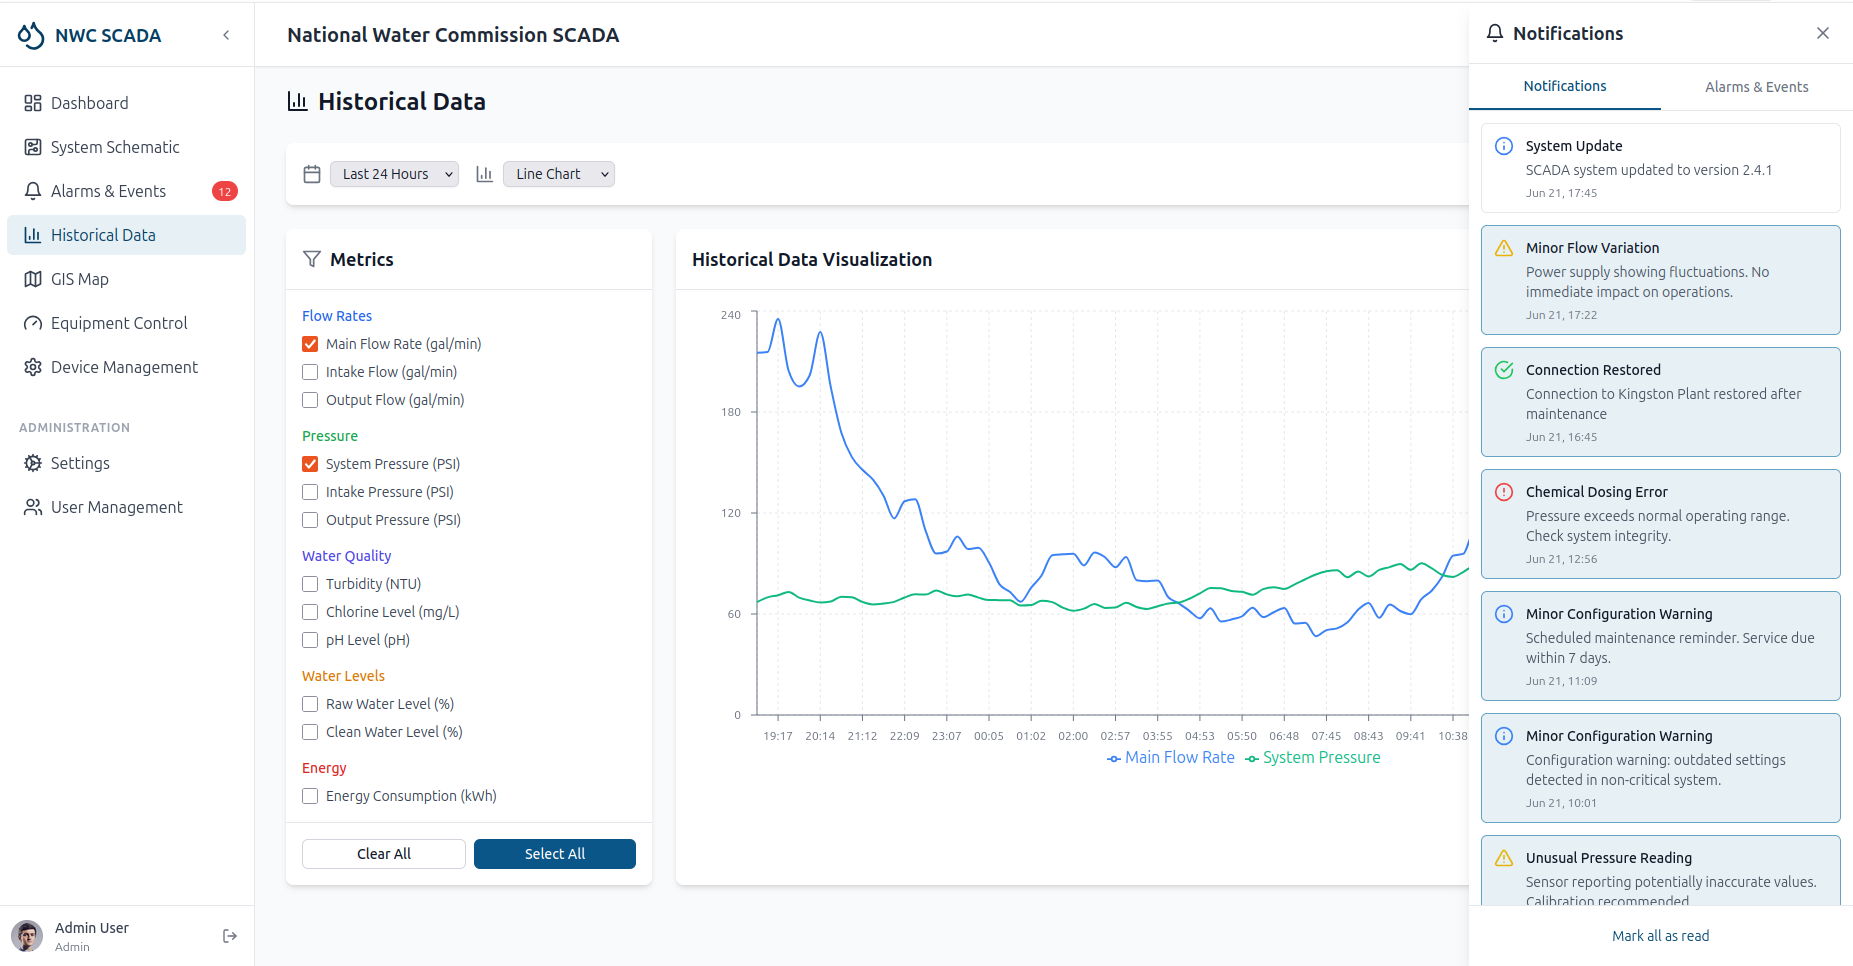 NWC SCADA
Dashboard
System Schematic
Alarms & Events
12
Historical Data
GIS Map
Equipment Control
Device Management
ADMINISTRATION
Settings
User Management
Admin User
Admin
National Water Commission SCADA
Historical Data
Last 24 Hours
Line Chart
Metrics
Flow Rates
Main Flow Rate (gal/min)
Intake Flow (gal/min)
Output Flow (gal/min)
Pressure
System Pressure (PSI)
Intake Pressure (PSI)
Output Pressure (PSI)
Water Quality
Turbidity (NTU)
Chlorine Level (mg/L)
pH Level (pH)
Water Levels
Raw Water Level (%)
Clean Water Level (%)
Energy
Energy Consumption (kWh)
Clear All
Select All
Historical Data Visualization
240
180
120
60
0
19:17 20:14 21:12 22:09 23:07 00:05 01:02 02:00 02:57 03:55 04:53 05:50 06:48 07:45 08:43 09:41 10:38
Main Flow Rate System Pressure
Notifications
Notifications
Alarms & Events
System Update
SCADA system updated to version 2.4.1
Jun 21, 17:45
Minor Flow Variation
Power supply showing fluctuations. No
immediate impact on operations.
Jun 21, 17:22
Connection Restored
Connection to Kingston Plant restored after
maintenance
Jun 21, 16:45
Chemical Dosing Error
Pressure exceeds normal operating range.
Check system integrity.
Jun 21, 12:56
Minor Configuration Warning
Scheduled maintenance reminder. Service due
within 7 days.
Jun 21, 11:09
Minor Configuration Warning
Configuration warning: outdated settings
detected in non-critical system.
Jun 21, 10:01
Unusual Pressure Reading
Sensor reporting potentially inaccurate values.
Calibration recommended
Mark all as read